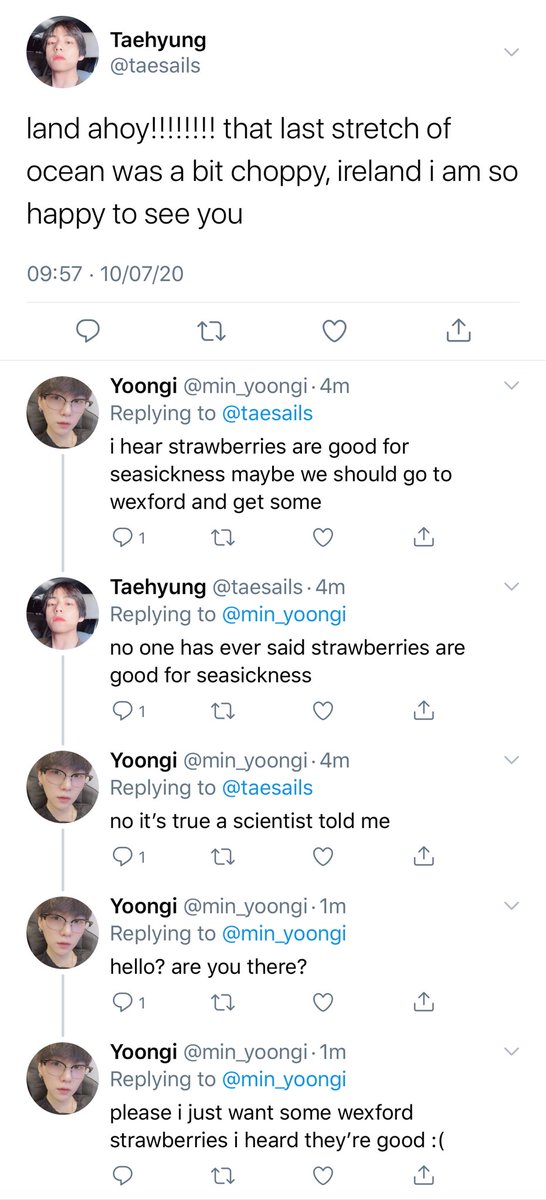 Taehyung
@taesails
land ahoy!!!!!!!! that last stretch of
ocean was a bit choppy, ireland i am so
happy to see you
09:57 · 10/07/20
Yoongi @min_yoongi · 4m
Replying to @taesails
i hear strawberries are good for
seasickness maybe we should go to
wexford and get some
1
Taehyung @taesails · 4m
Replying to @min_yoongi
no one has ever said strawberries are
good for seasickness
1
Yoongi @min_yoongi · 4m
Replying to @taesails
no it’s true a scientist told me
1
Yoongi @min_yoongi · 1m
Replying to @min_yoongi
hello? are you there?
1
Yoongi @min_yoongi · 1m
Replying to @min_yoongi
please i just want some wexford
strawberries i heard they’re good :(